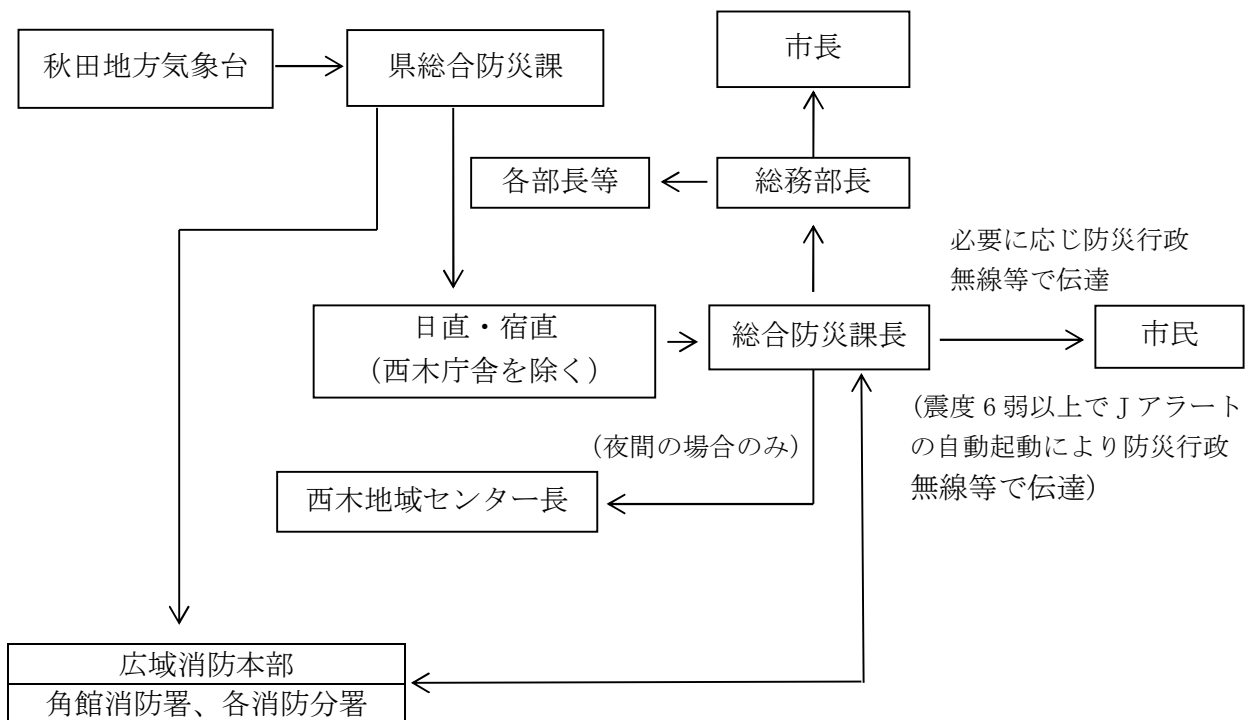 秋田地方気象台
県総合防災課
市長
各部長等
総務部長
必要に応じ防災行政
無線等で伝達
日直・宿直
(西木庁舎を除く)
総合防災課長
市民
(震度6弱以上でJアラート
の自動起動により防災行政
無線等で伝達)
(夜間の場合のみ)
西木地域センター長
広域消防本部
角館消防署、各消防分署